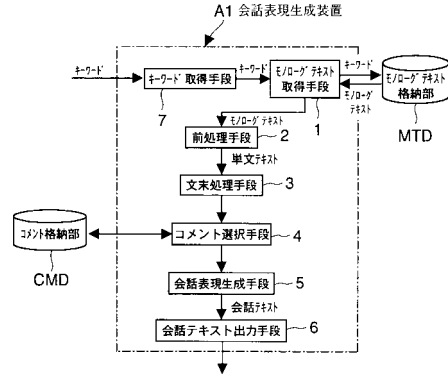 A1 会話表現生成装置
ｷｰﾜｰﾄﾞ
ｷｰﾜｰﾄﾞ 取得手段
7
ｷｰﾜｰﾄﾞ
ﾓﾉﾛｰｸﾞﾃｷｽﾄ
取得手段
1
ｷｰﾜｰﾄﾞ
ﾓﾉﾛｰｸﾞ
ﾃｷｽﾄ
ﾓﾉﾛｰｸﾞﾃｷｽﾄ
格納部
MTD
ﾓﾉﾛｰｸﾞﾃｷｽﾄ
前処理手段
2
単文ﾃｷｽﾄ
文末処理手段
3
ｺﾒﾝﾄ格納部
CMD
コメント選択手段
4
会話表現生成手段
5
会話ﾃｷｽﾄ
会話テキスト出力手段
6